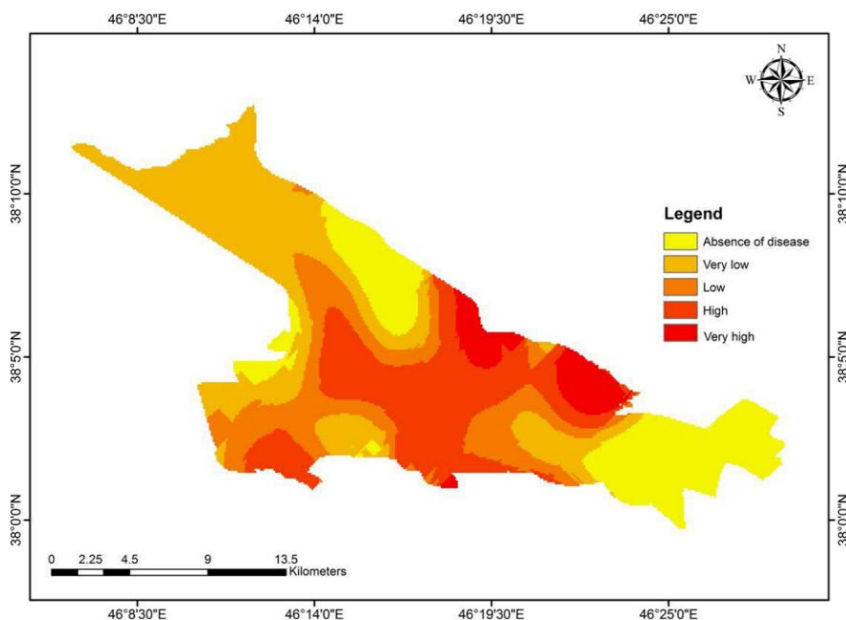 46°8'30"E 46°14'0"E 46°19'30"E 46°25'0"E
N
W E
S
38°10'0"N 38°10'0"N
Legend
Absence of disease
Very low
Low
High
Very high
38°5'0"N 38°5'0"N
38°0'0"N 38°0'0"N
0 2.25 4.5 9 13.5
Kilometers
46°8'30"E 46°14'0"E 46°19'30"E 46°25'0"E